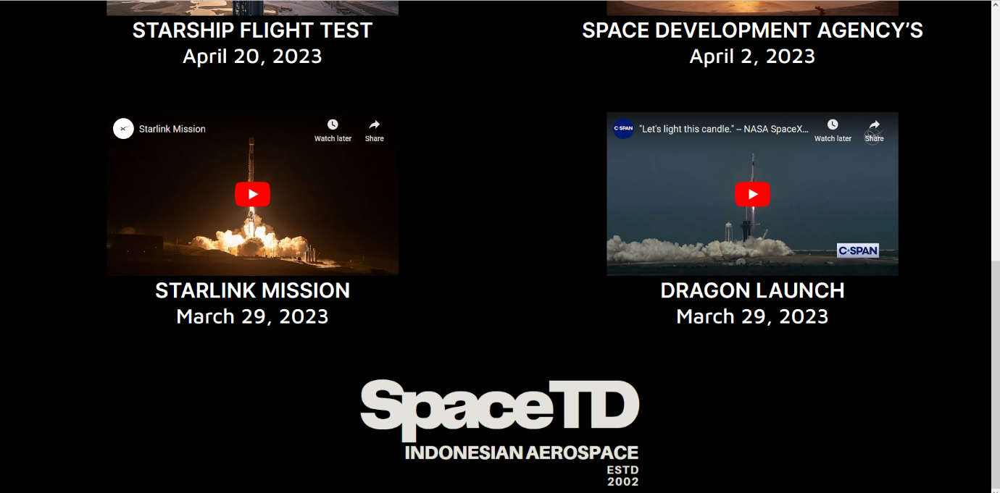 STARSHIP FLIGHT TEST
April 20, 2023
SPACE DEVELOPMENT AGENCY’S
April 2, 2023
Starlink Mission
Watch later
Share
STARLINK MISSION
March 29, 2023
C-SPAN
"Let's light this candle." – NASA SpaceX...
Watch later
Share
C-SPAN
DRAGON LAUNCH
March 29, 2023
SpaceTD
INDONESIAN AEROSPACE
ESTD
2002